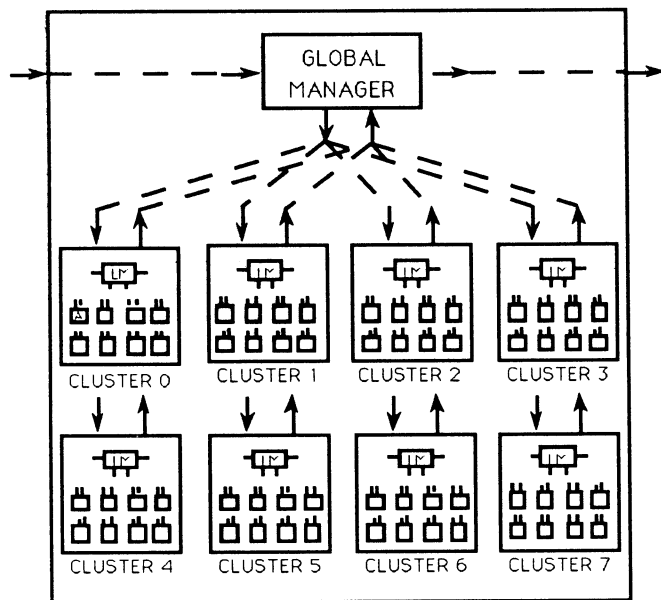 GLOBAL
MANAGER
LM
LM
LM
LM
A
CLUSTER 0
CLUSTER 1
CLUSTER 2
CLUSTER 3
LM
LM
LM
LM
CLUSTER 4
CLUSTER 5
CLUSTER 6
CLUSTER 7